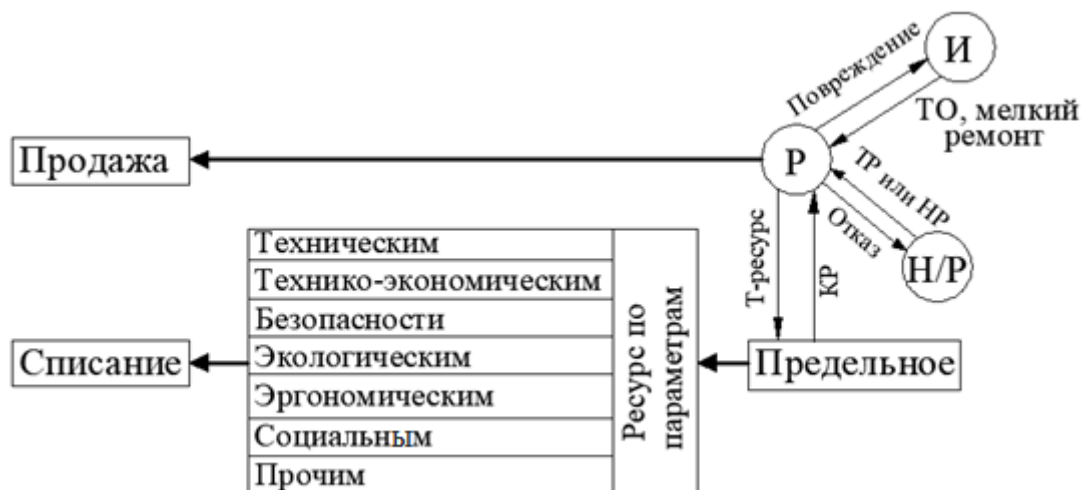 Повреждение
И
ТО, мелкий
ремонт
Продажа
Р
ТР или НР
Отказ
Н/Р
Т-ресурс
КР
Техническим
Технико-экономическим
Безопасности
Экологическим
Эргономическим
Социальным
Прочим
Ресурс по
параметрам
Списание
Предельное